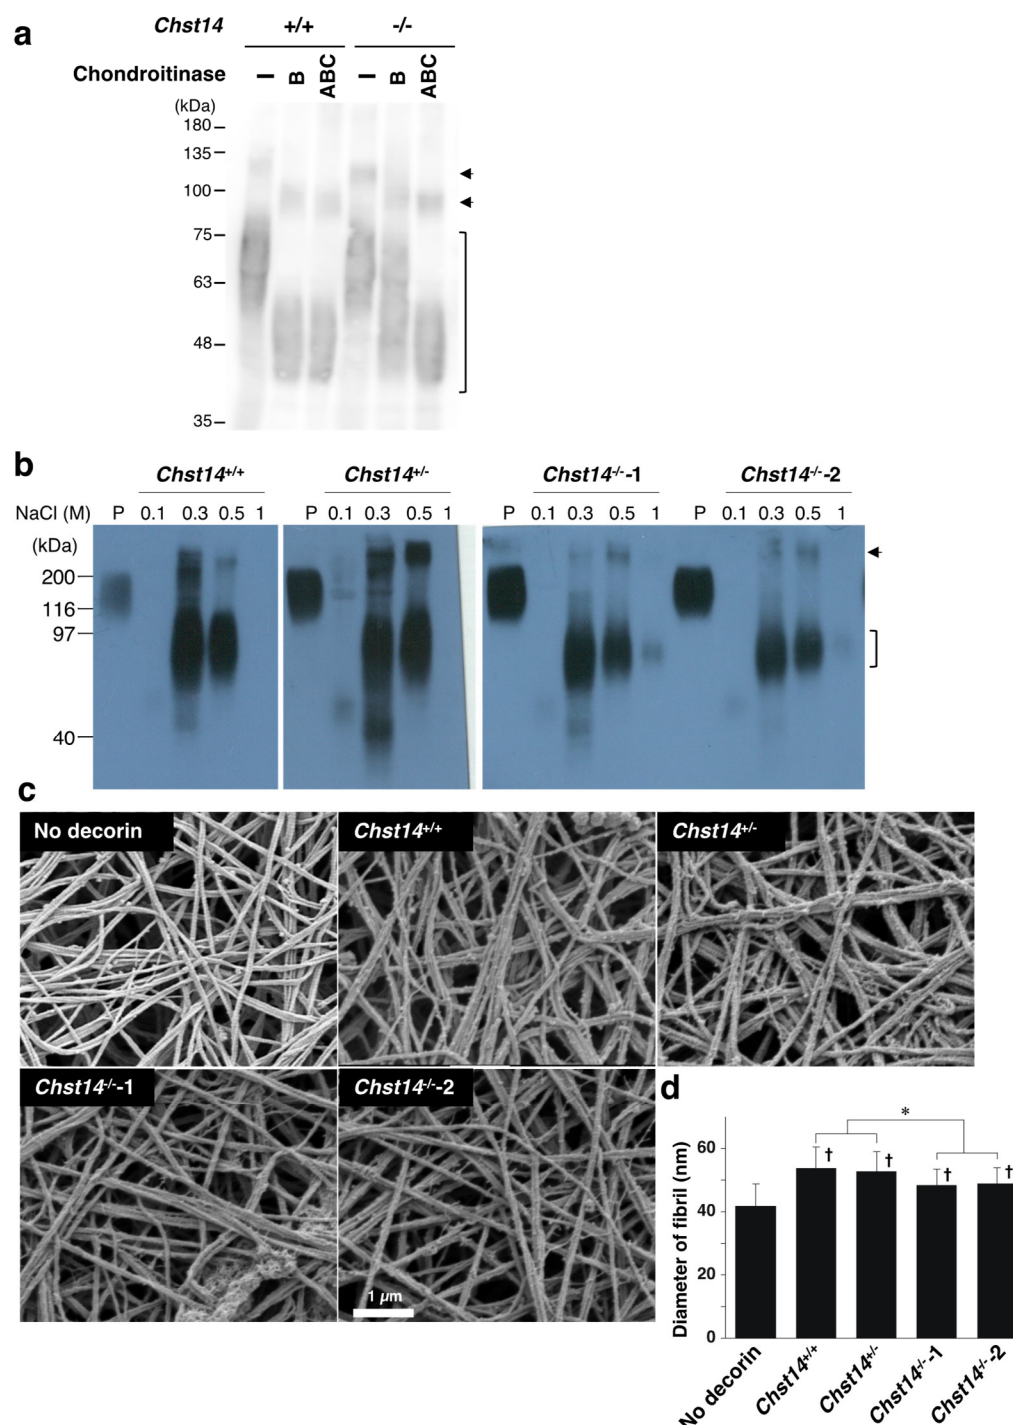 a
Chst14 +/+ -/-
Chondroitinase – B ABC – B ABC
(kDa)
180
135
100
75
63
48
35
b
Chst14+/+ Chst14+/- Chst14-/--1 Chst14-/--2
NaCl (M) P 0.1 0.3 0.5 1 P 0.1 0.3 0.5 1 P 0.1 0.3 0.5 1 P 0.1 0.3 0.5 1
(kDa)
200
116
97
40
c
No decorin Chst14+/+ Chst14+/-
Chst14-/--1 Chst14-/--2
1 µm
d
*
† † † †
Diameter of fibril (nm)
60
40
20
0
No decorin
Chst14+/+
Chst14+/-
Chst14-/--1
Chst14-/--2